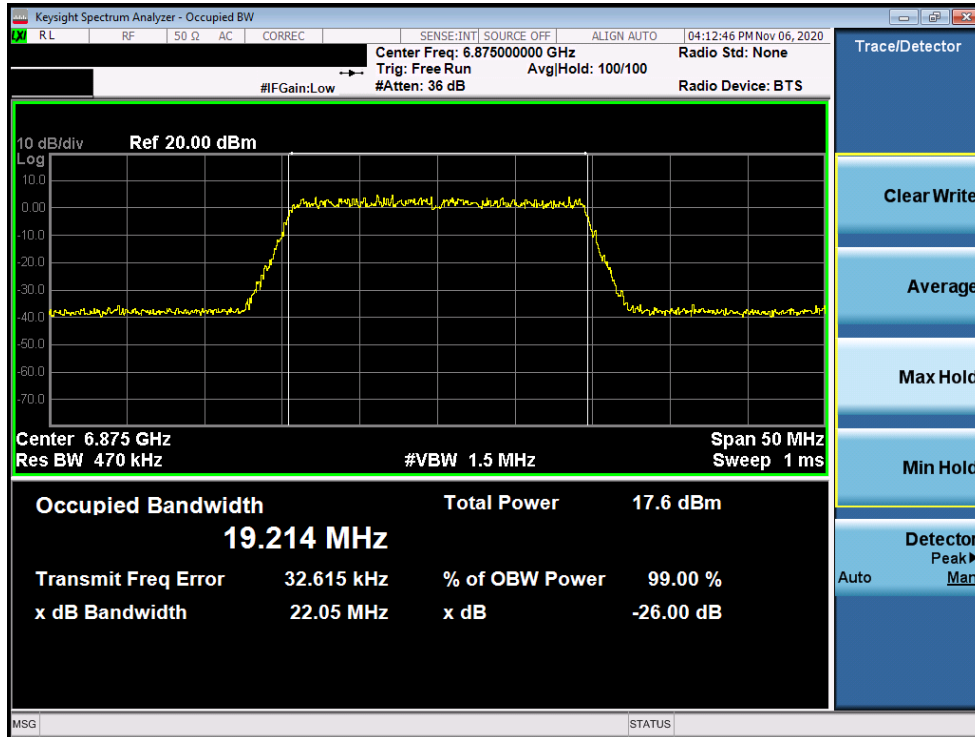 Keysight Spectrum Analyzer - Occupied BW
LXI RL RF 50 Ω AC CORREC SENSE:INT SOURCE OFF ALIGN AUTO 04:12:46 PM Nov 06, 2020
Center Freq: 6.875000000 GHz Radio Std: None
Trig: Free Run Avg|Hold: 100/100
#IFGain:Low #Atten: 36 dB Radio Device: BTS
Trace/Detector
10 dB/div Ref 20.00 dBm
Log
10.0
0.00
-10.0
-20.0
-30.0
-40.0
-50.0
-60.0
-70.0
Center 6.875 GHz Span 50 MHz
Res BW 470 kHz #VBW 1.5 MHz Sweep 1 ms
Occupied Bandwidth Total Power 17.6 dBm
19.214 MHz
Transmit Freq Error 32.615 kHz % of OBW Power 99.00 %
x dB Bandwidth 22.05 MHz x dB -26.00 dB
Clear Write
Average
Max Hold
Min Hold
Detector
Peak▶
Auto Man
MSG STATUS